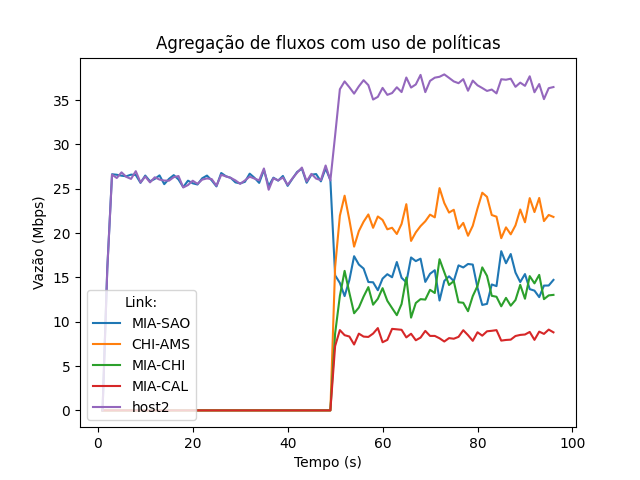 Agregação de fluxos com uso de políticas
Vazão (Mbps)
35
30
25
20
15
10
5
0
Link:
MIA-SAO
CHI-AMS
MIA-CHI
MIA-CAL
host2
0 20 40 60 80 100
Tempo (s)